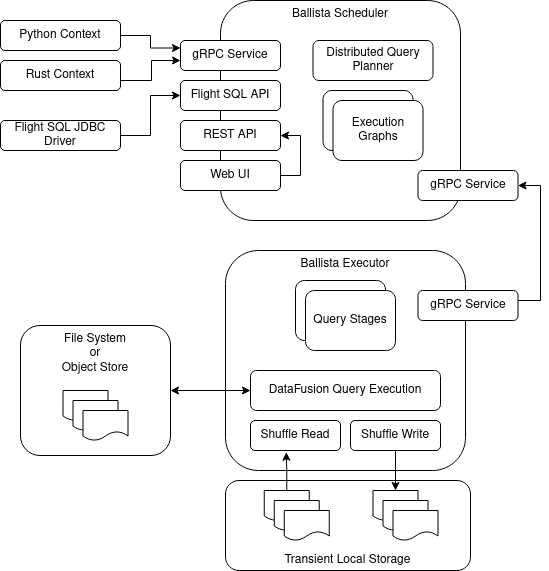 Ballista Scheduler
Python Context
Rust Context
Flight SQL JDBC
Driver
gRPC Service
Flight SQL API
REST API
Web UI
Distributed Query
Planner
Execution
Graphs
gRPC Service
Ballista Executor
gRPC Service
Query Stages
File System
or
Object Store
DataFusion Query Execution
Shuffle Read
Shuffle Write
Transient Local Storage